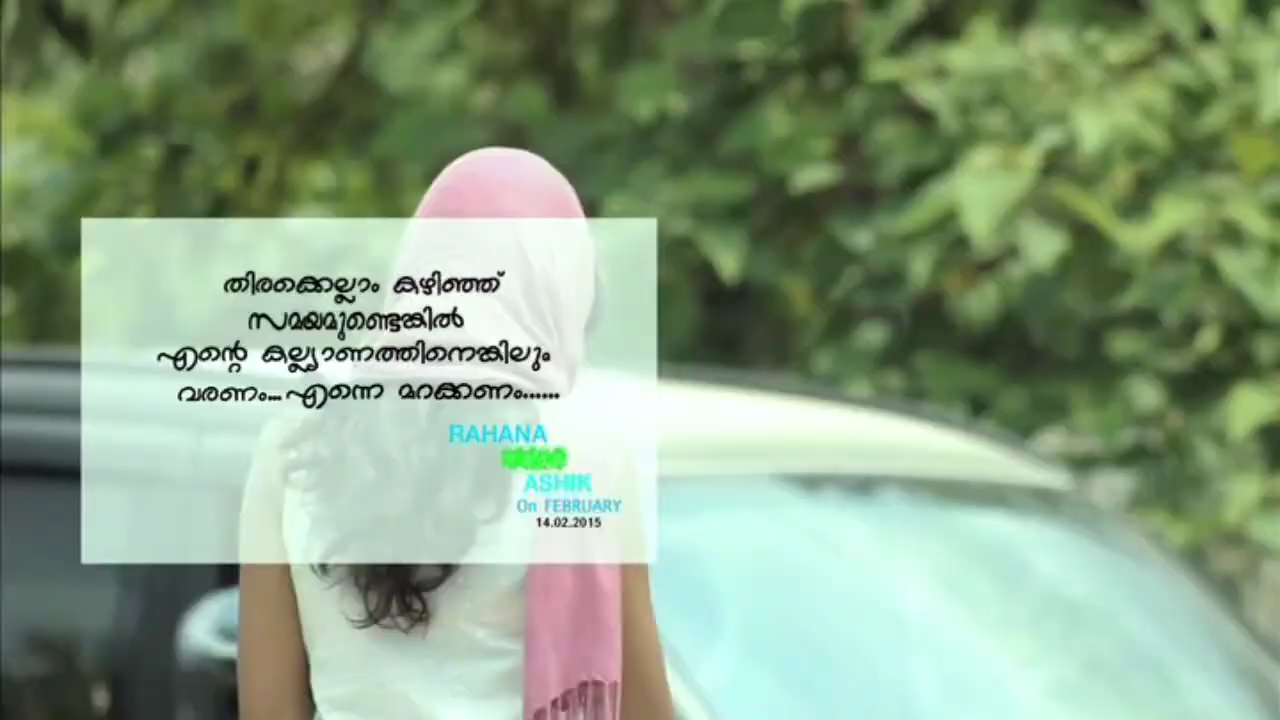 തിരക്കെല്ലാം കഴിഞ്ഞ്
സമയമുണ്ടെങ്കിൽ
എന്റെ കല്ല്യാണത്തിനെങ്കിലും
വരണം...എന്നെ മറക്കണം......
RAHANA
ASHIK
On FEBRUARY
14.02.2015